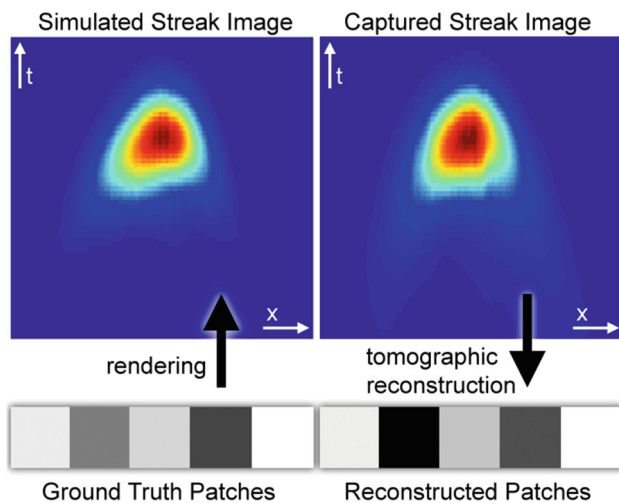 Simulated Streak Image
Captured Streak Image
t
t
x
x
rendering
tomographic
reconstruction
Ground Truth Patches
Reconstructed Patches